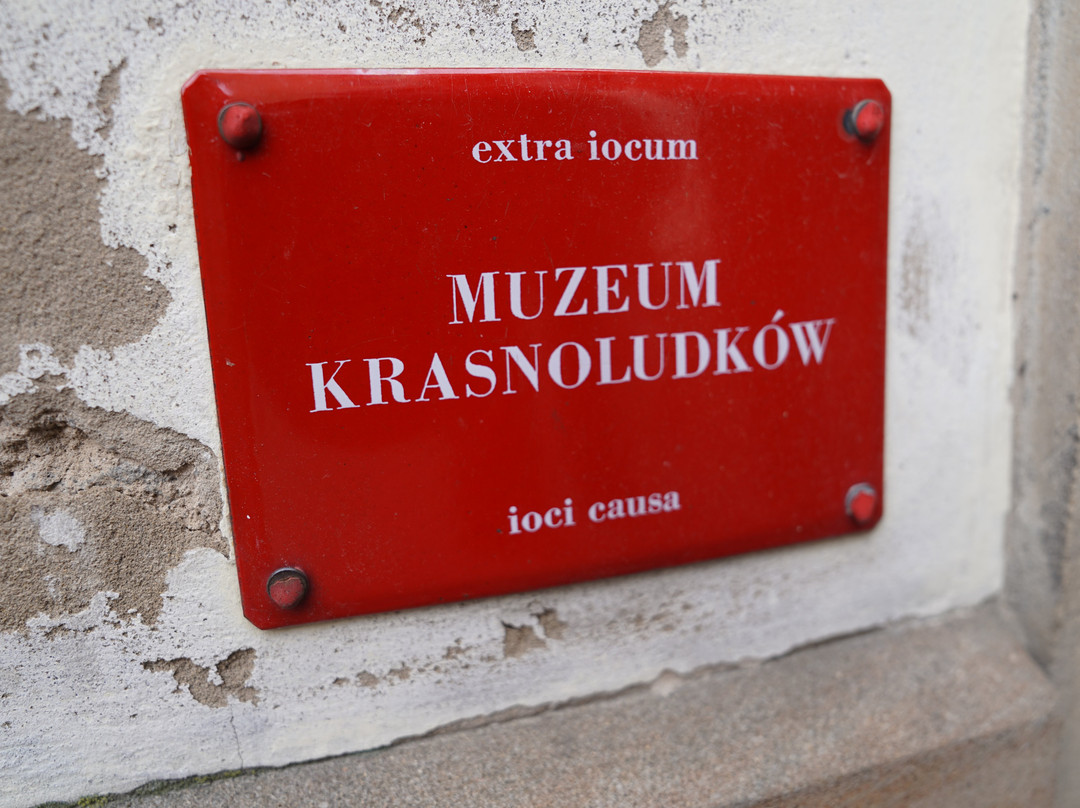 extra iocum
MUZEUM
KRASNOLUDKÓW
ioci causa